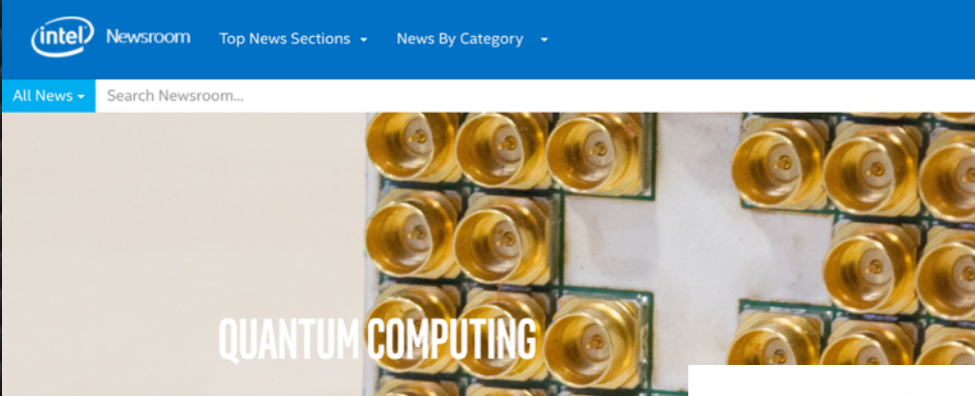 intel Newsroom Top News Sections News By Category
All News Search Newsroom...
QUANTUM COMPUTING